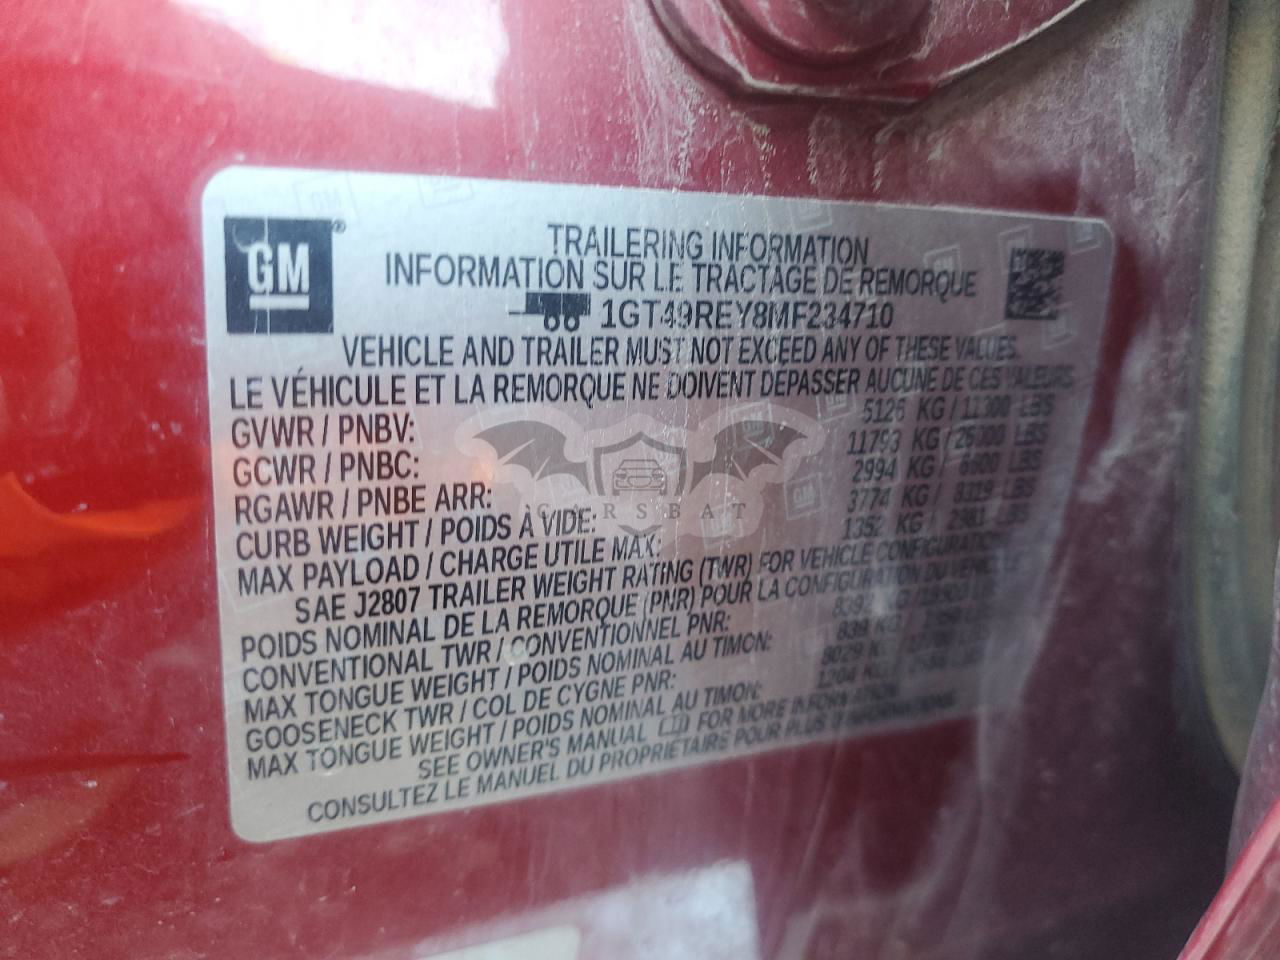 GM
TRAILERING INFORMATION
INFORMATION SUR LE TRACTAGE DE REMORQUE
1GT49REY8MF234710
VEHICLE AND TRAILER MUST NOT EXCEED ANY OF THESE VALUES.
LE VÉHICULE ET LA REMORQUE NE DOIVENT DÉPASSER AUCUNE DE CES VALEURS
GVWR / PNBV: 5126 KG / 11300 LBS
GCWR / PNBC: 11793 KG / 26000 LBS
RGAWR / PNBE ARR: 2994 KG / 6600 LBS
CURB WEIGHT / POIDS À VIDE: 3774 KG / 8319 LBS
MAX PAYLOAD / CHARGE UTILE MAX: 1352 KG / 2981 LBS
SAE J2807 TRAILER WEIGHT RATING (TWR) FOR VEHICLE CONFIGURATION
POIDS NOMINAL DE LA REMORQUE (PNR) POUR LA CONFIGURATION DU VÉHICULE
CONVENTIONAL TWR / CONVENTIONNEL PNR: KG / LBS
MAX TONGUE WEIGHT / POIDS NOMINAL AU TIMON: 839 KG
GOOSENECK TWR / COL DE CYGNE PNR: 8029 KG
MAX TONGUE WEIGHT / POIDS NOMINAL AU TIMON: 1204 KG
SEE OWNER'S MANUAL FOR MORE INFORMATION
CONSULTEZ LE MANUEL DU PROPRIÉTAIRE POUR PLUS D'INFORMATIONS
CARSBAT